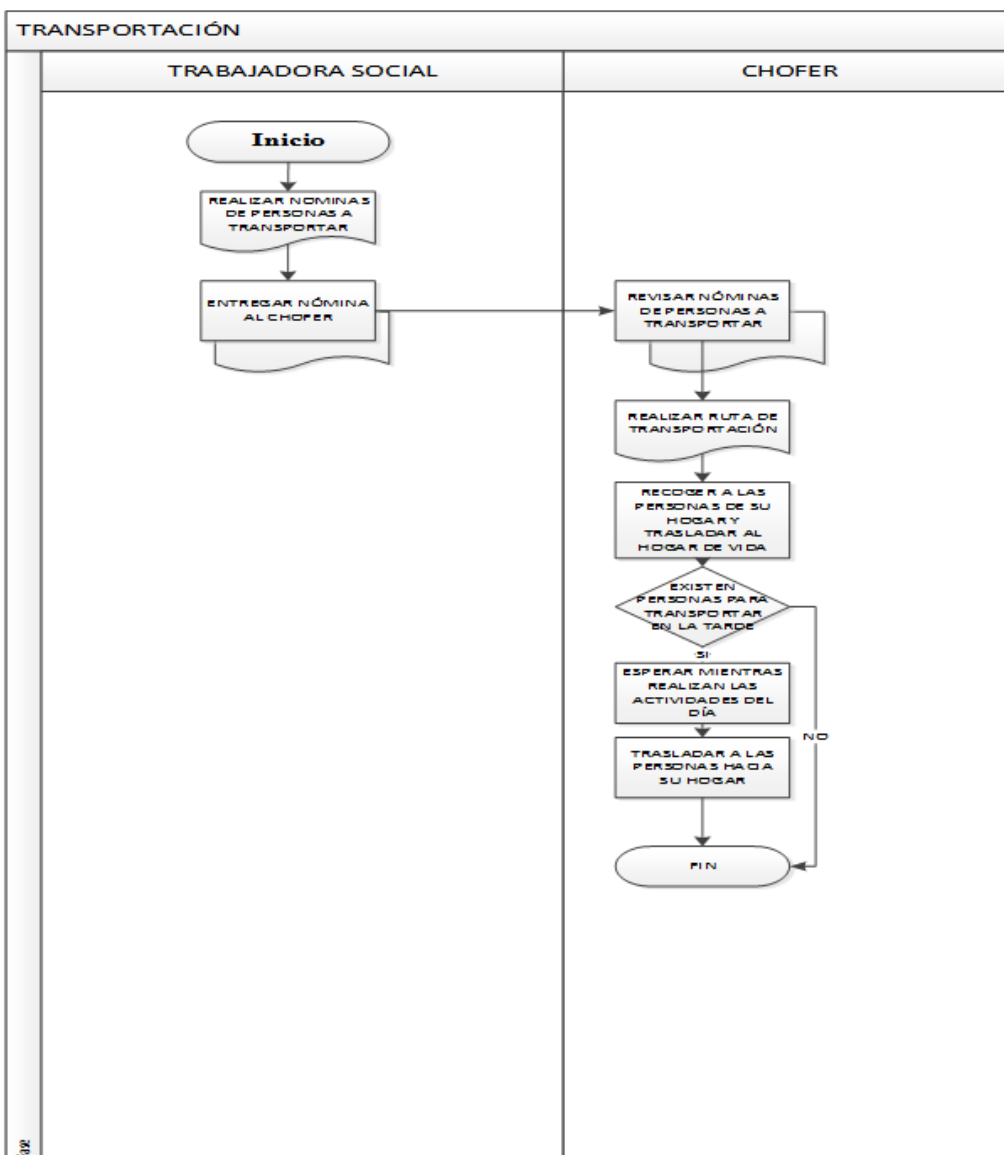 TRANSPORTACIÓN
TRABAJADORA SOCIAL
CHOFER
Inicio
REALIZAR NOMINAS
DE PERSONAS A
TRANSPORTAR
ENTREGAR NÓMINA
AL CHOFER
REVISAR NÓMINAS
DE PERSONAS A
TRANSPORTAR
REALIZAR RUTA DE
TRANSPORTACIÓN
RECOGER A LAS
PERSONAS DE SU
HOGAR Y
TRASLADAR AL
HOGAR DE VIDA
EXISTEN
PERSONAS PARA
TRANSPORTAR
EN LA TARDE
SI
ESPERAR MIENTRAS
REALIZAN LAS
ACTIVIDADES DEL
DÍA
NO
TRASLADAR A LAS
PERSONAS HACIA
SU HOGAR
FIN